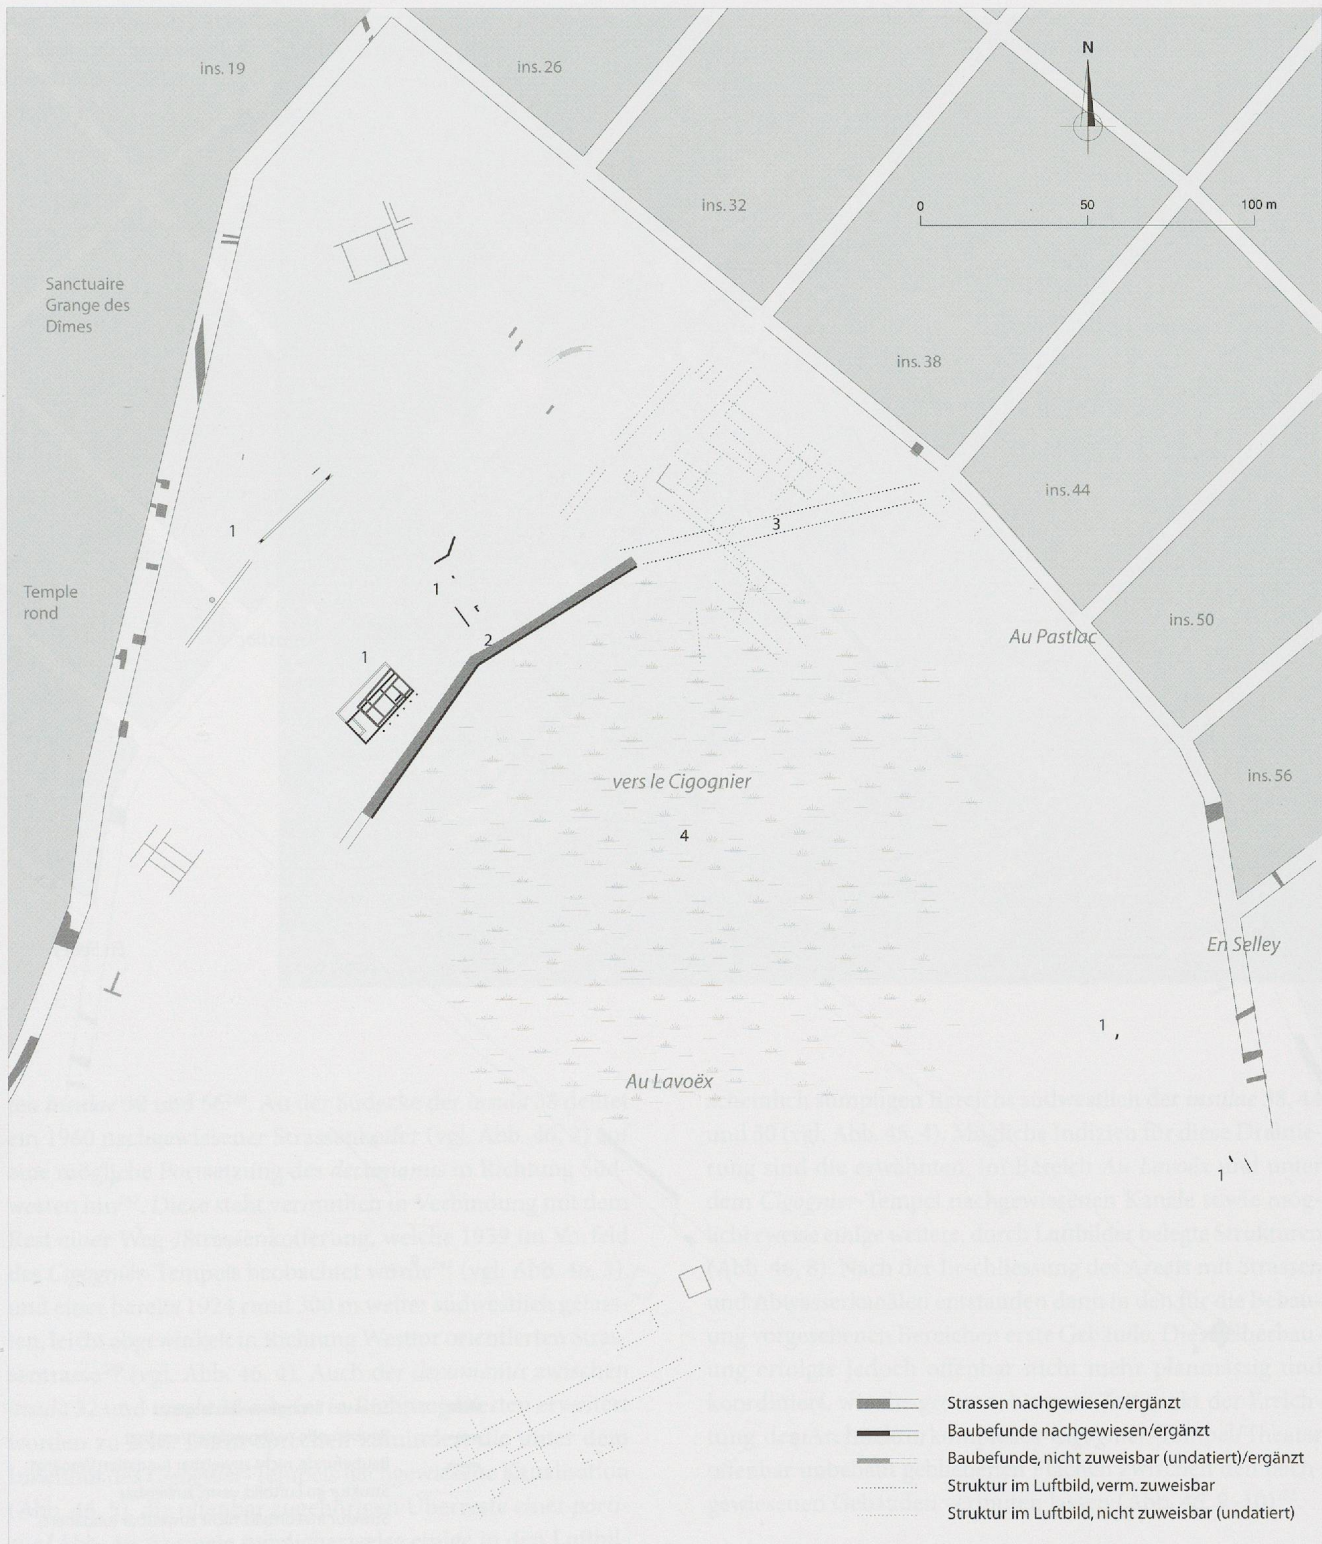 ins. 19
ins. 26
N
ins. 32
0 50 100 m
Sanctuaire
Grange des
Dîmes
ins. 38
ins. 44
1
3
Temple
rond
1
2
ins. 50
Au Pastlac
1
ins. 56
vers le Cigognier
4
En Selley
1
Au Lavoëx
1
Strassen nachgewiesen/ergänzt
Baubefunde nachgewiesen/ergänzt
Baubefunde, nicht zuweisbar (undatiert)/ergänzt
Struktur im Luftbild, verm. zuweisbar
Struktur im Luftbild, nicht zuweisbar (undatiert)